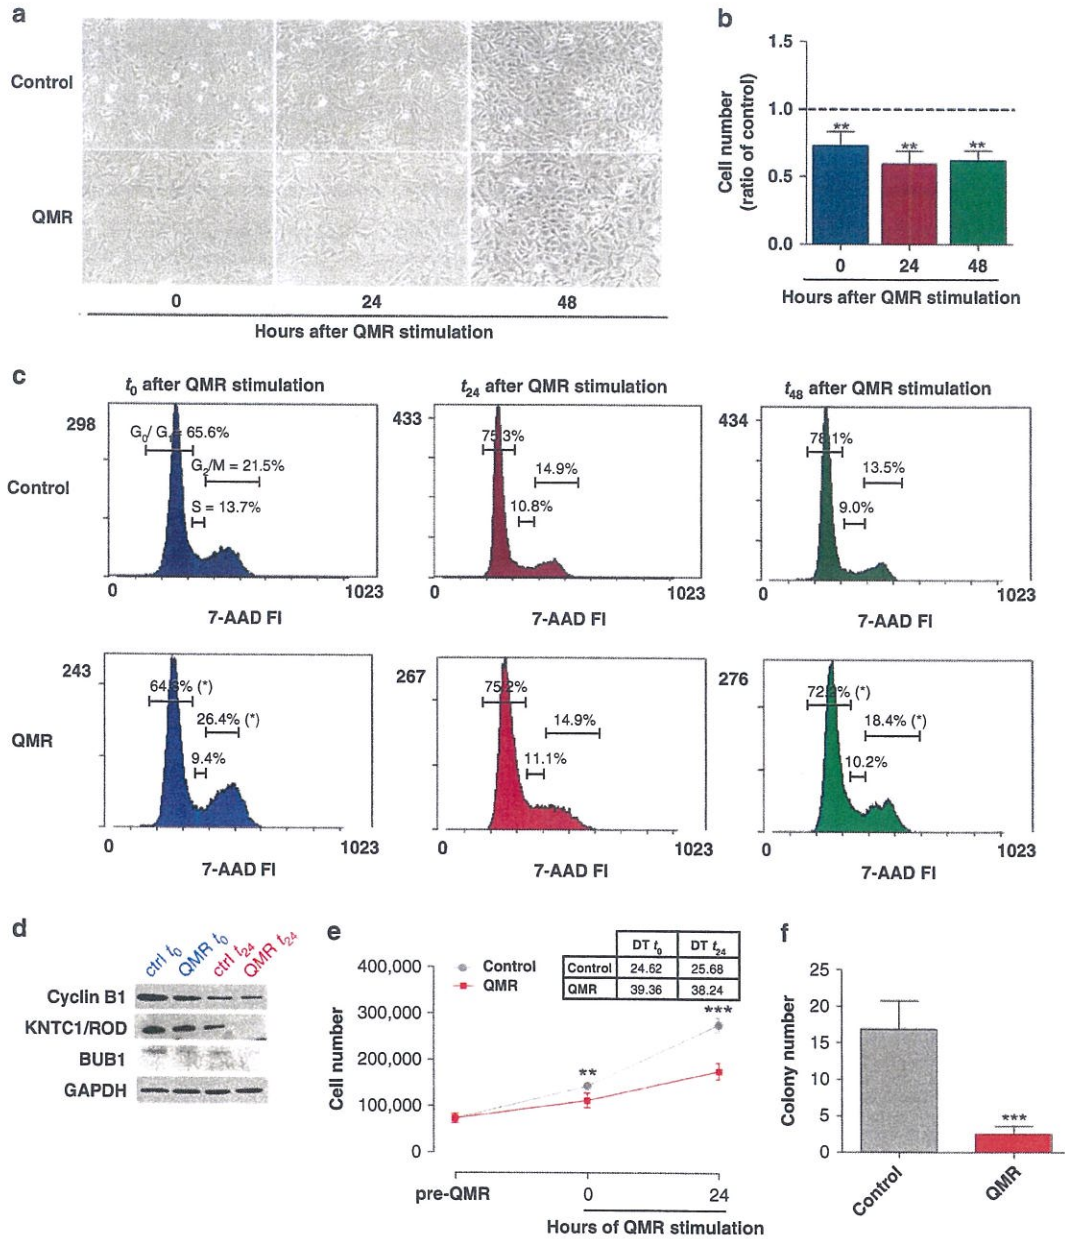 a
Control
QMR
0 24 48
Hours after QMR stimulation
b
Cell number
(ratio of control)
1.5
1.0
0.5
0.0
** ** **
0 24 48
Hours after QMR stimulation
c
t0 after QMR stimulation
t24 after QMR stimulation
t48 after QMR stimulation
Control
298
G0/ G1= 65.6%
G2/M = 21.5%
S = 13.7%
0 1023
7-AAD FI
433
75.3%
14.9%
10.8%
0 1023
7-AAD FI
434
78.1%
13.5%
9.0%
0 1023
7-AAD FI
QMR
243
(*)
26.4% (*)
9.4%
0 1023
7-AAD FI
267
75.2%
14.9%
11.1%
0 1023
7-AAD FI
276
(*)
18.4% (*)
10.2%
0 1023
7-AAD FI
d
ctrl t0
QMR t0
ctrl t24
QMR t24
Cyclin B1
KNTC1/ROD
BUB1
GAPDH
e
Control
QMR
DT t0 DT t24
Control 24.62 25.68
QMR 39.36 38.24
Cell number
400,000
300,000
200,000
100,000
0
**
***
pre-QMR 0 24
Hours of QMR stimulation
f
Colony number
25
20
15
10
5
0
***
Control
QMR